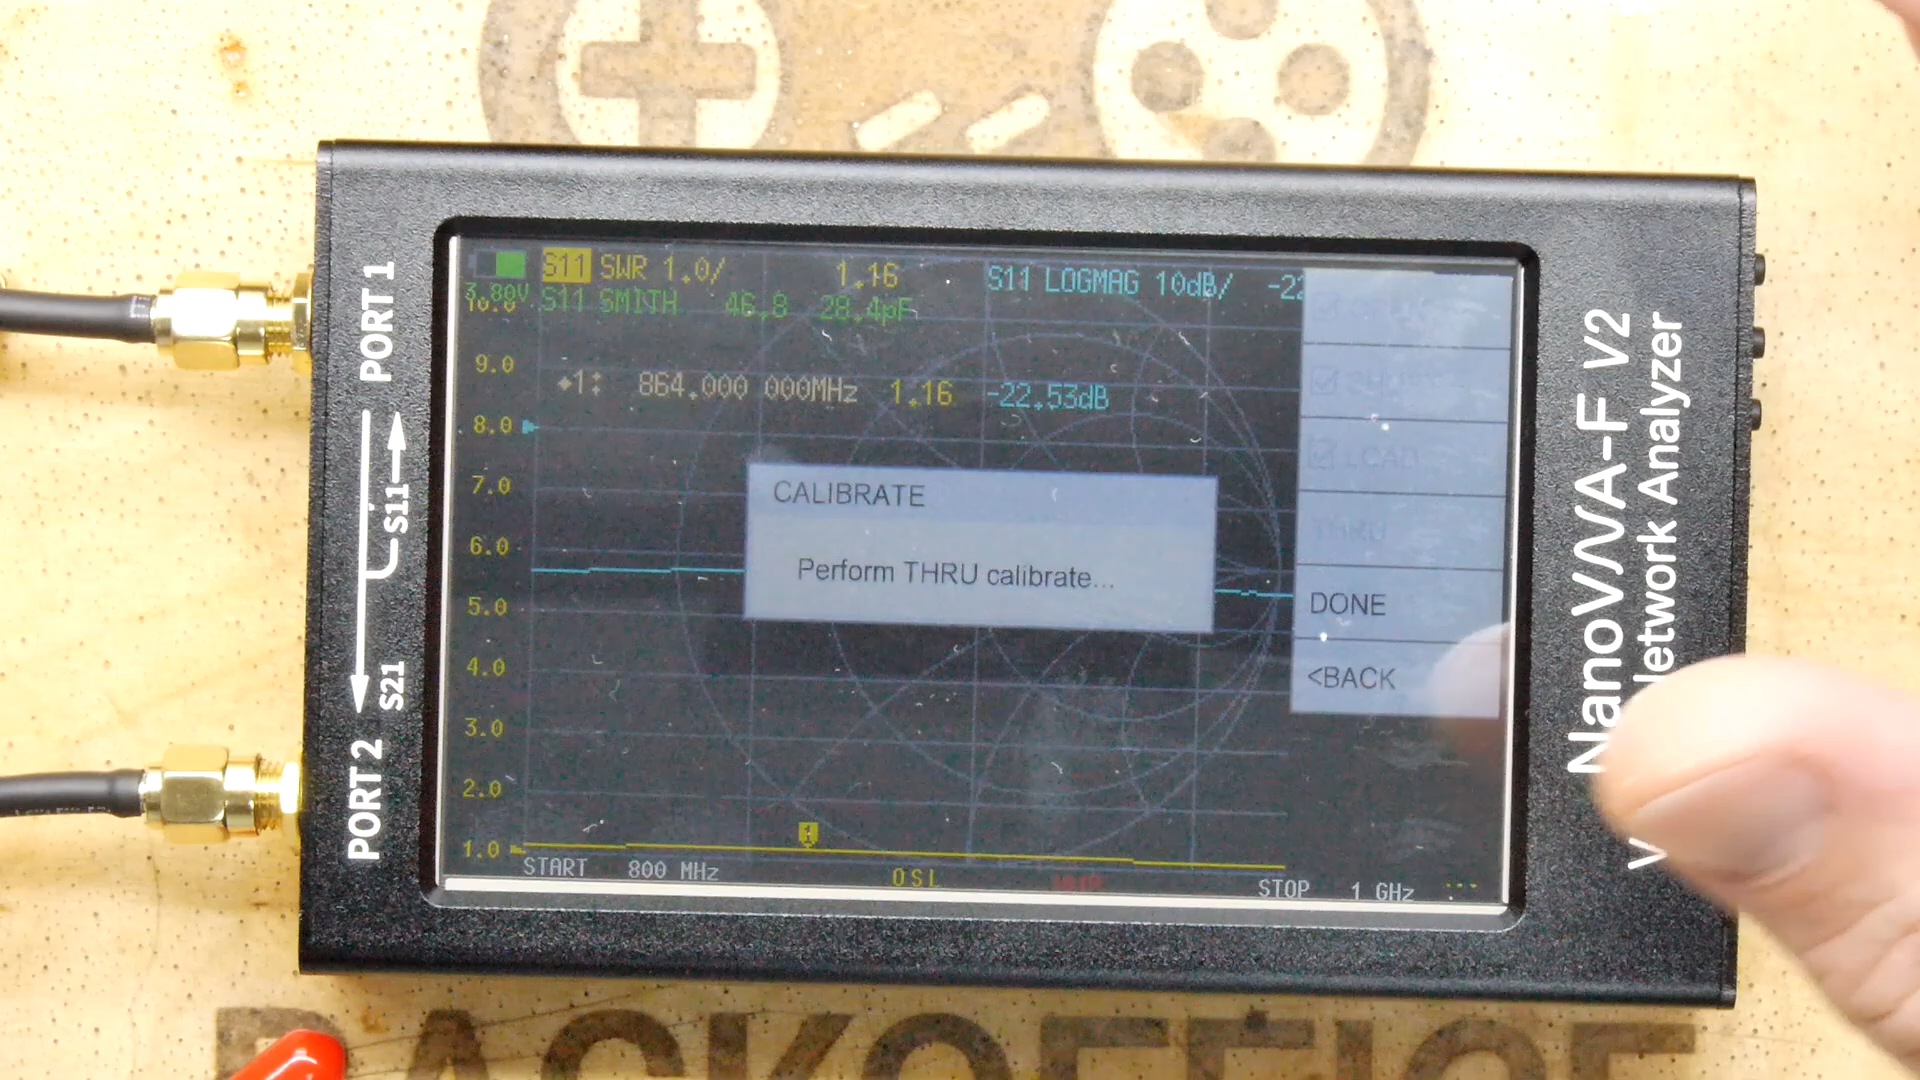 S11 SWR 1.0/ 1.16 S11 LOGMAG 10dB/ -22
3.80V S11 SMITH 46.8 28.4pF
10.0
9.0
1: 864.000 000MHz 1.16 -22.53dB
8.0
7.0
6.0
5.0
4.0
3.0
2.0
1.0
1
START 800 MHz OSL STOP 1 GHz
CALIBRATE
Perform THRU calibrate...
LOAD
THRU
DONE
<BACK
PORT 1
S11
S21
PORT 2
NanoVNA-F V2
Network Analyzer
BACKOFFICE